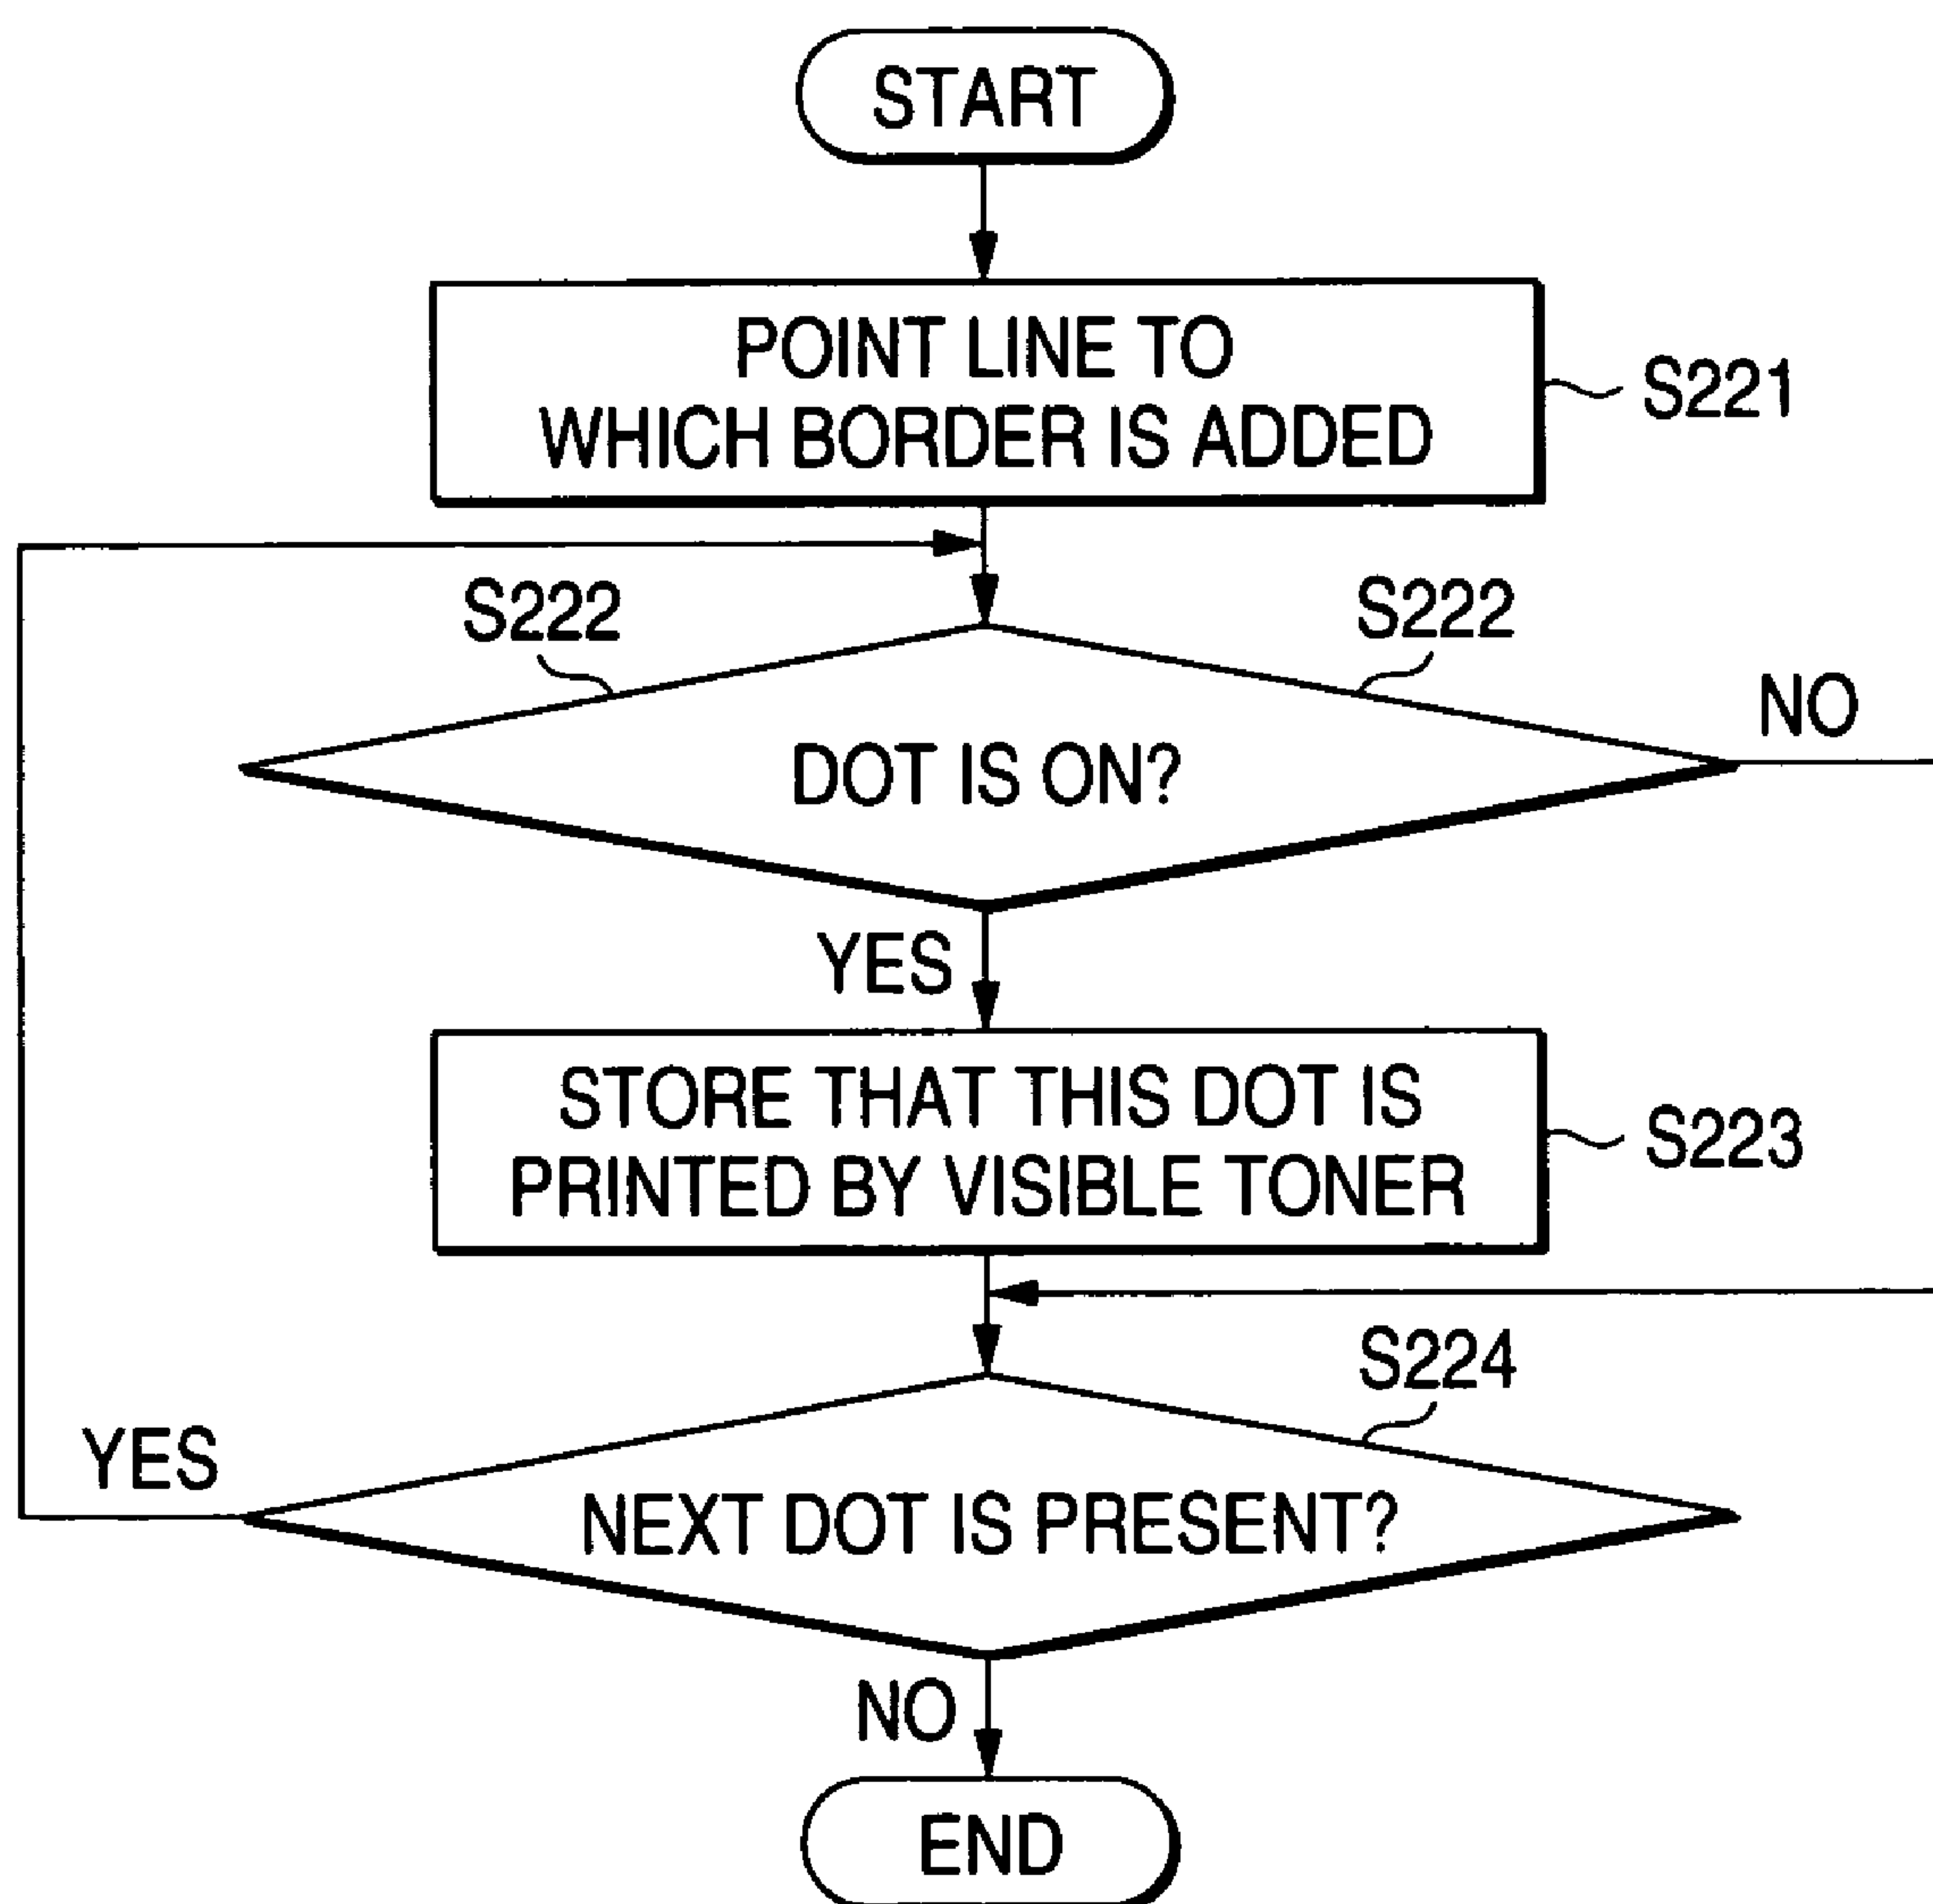 START
POINT LINE TO
WHICH BORDER IS ADDED
S221
S222
S222
NO
DOT IS ON?
YES
STORE THAT THIS DOT IS
PRINTED BY VISIBLE TONER
S223
S224
YES
NEXT DOT IS PRESENT?
NO
END